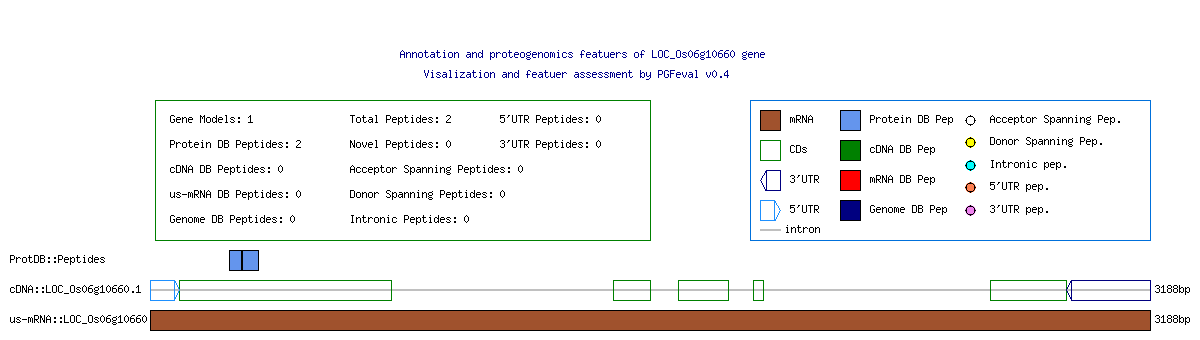 Annotation and proteogenomics featuers of LOC_Os06g10660 gene
Visalization and featuer assessment by PGFeval v0.4
Gene Models: 1 Total Peptides: 2 5'UTR Peptides: 0
Protein DB Peptides: 2 Novel Peptides: 0 3'UTR Peptides: 0
cDNA DB Peptides: 0 Acceptor Spanning Peptides: 0
us-mRNA DB Peptides: 0 Donor Spanning Peptides: 0
Genome DB Peptides: 0 Intronic Peptides: 0
mRNA Protein DB Pep Acceptor Spanning Pep.
CDs cDNA DB Pep Donor Spanning Pep.
3'UTR mRNA DB Pep Intronic pep.
5'UTR Genome DB Pep 5'UTR pep.
intron 3'UTR pep.
ProtDB::Peptides
cDNA::LOC_Os06g10660.1 3188bp
us-mRNA::LOC_Os06g10660 3188bp